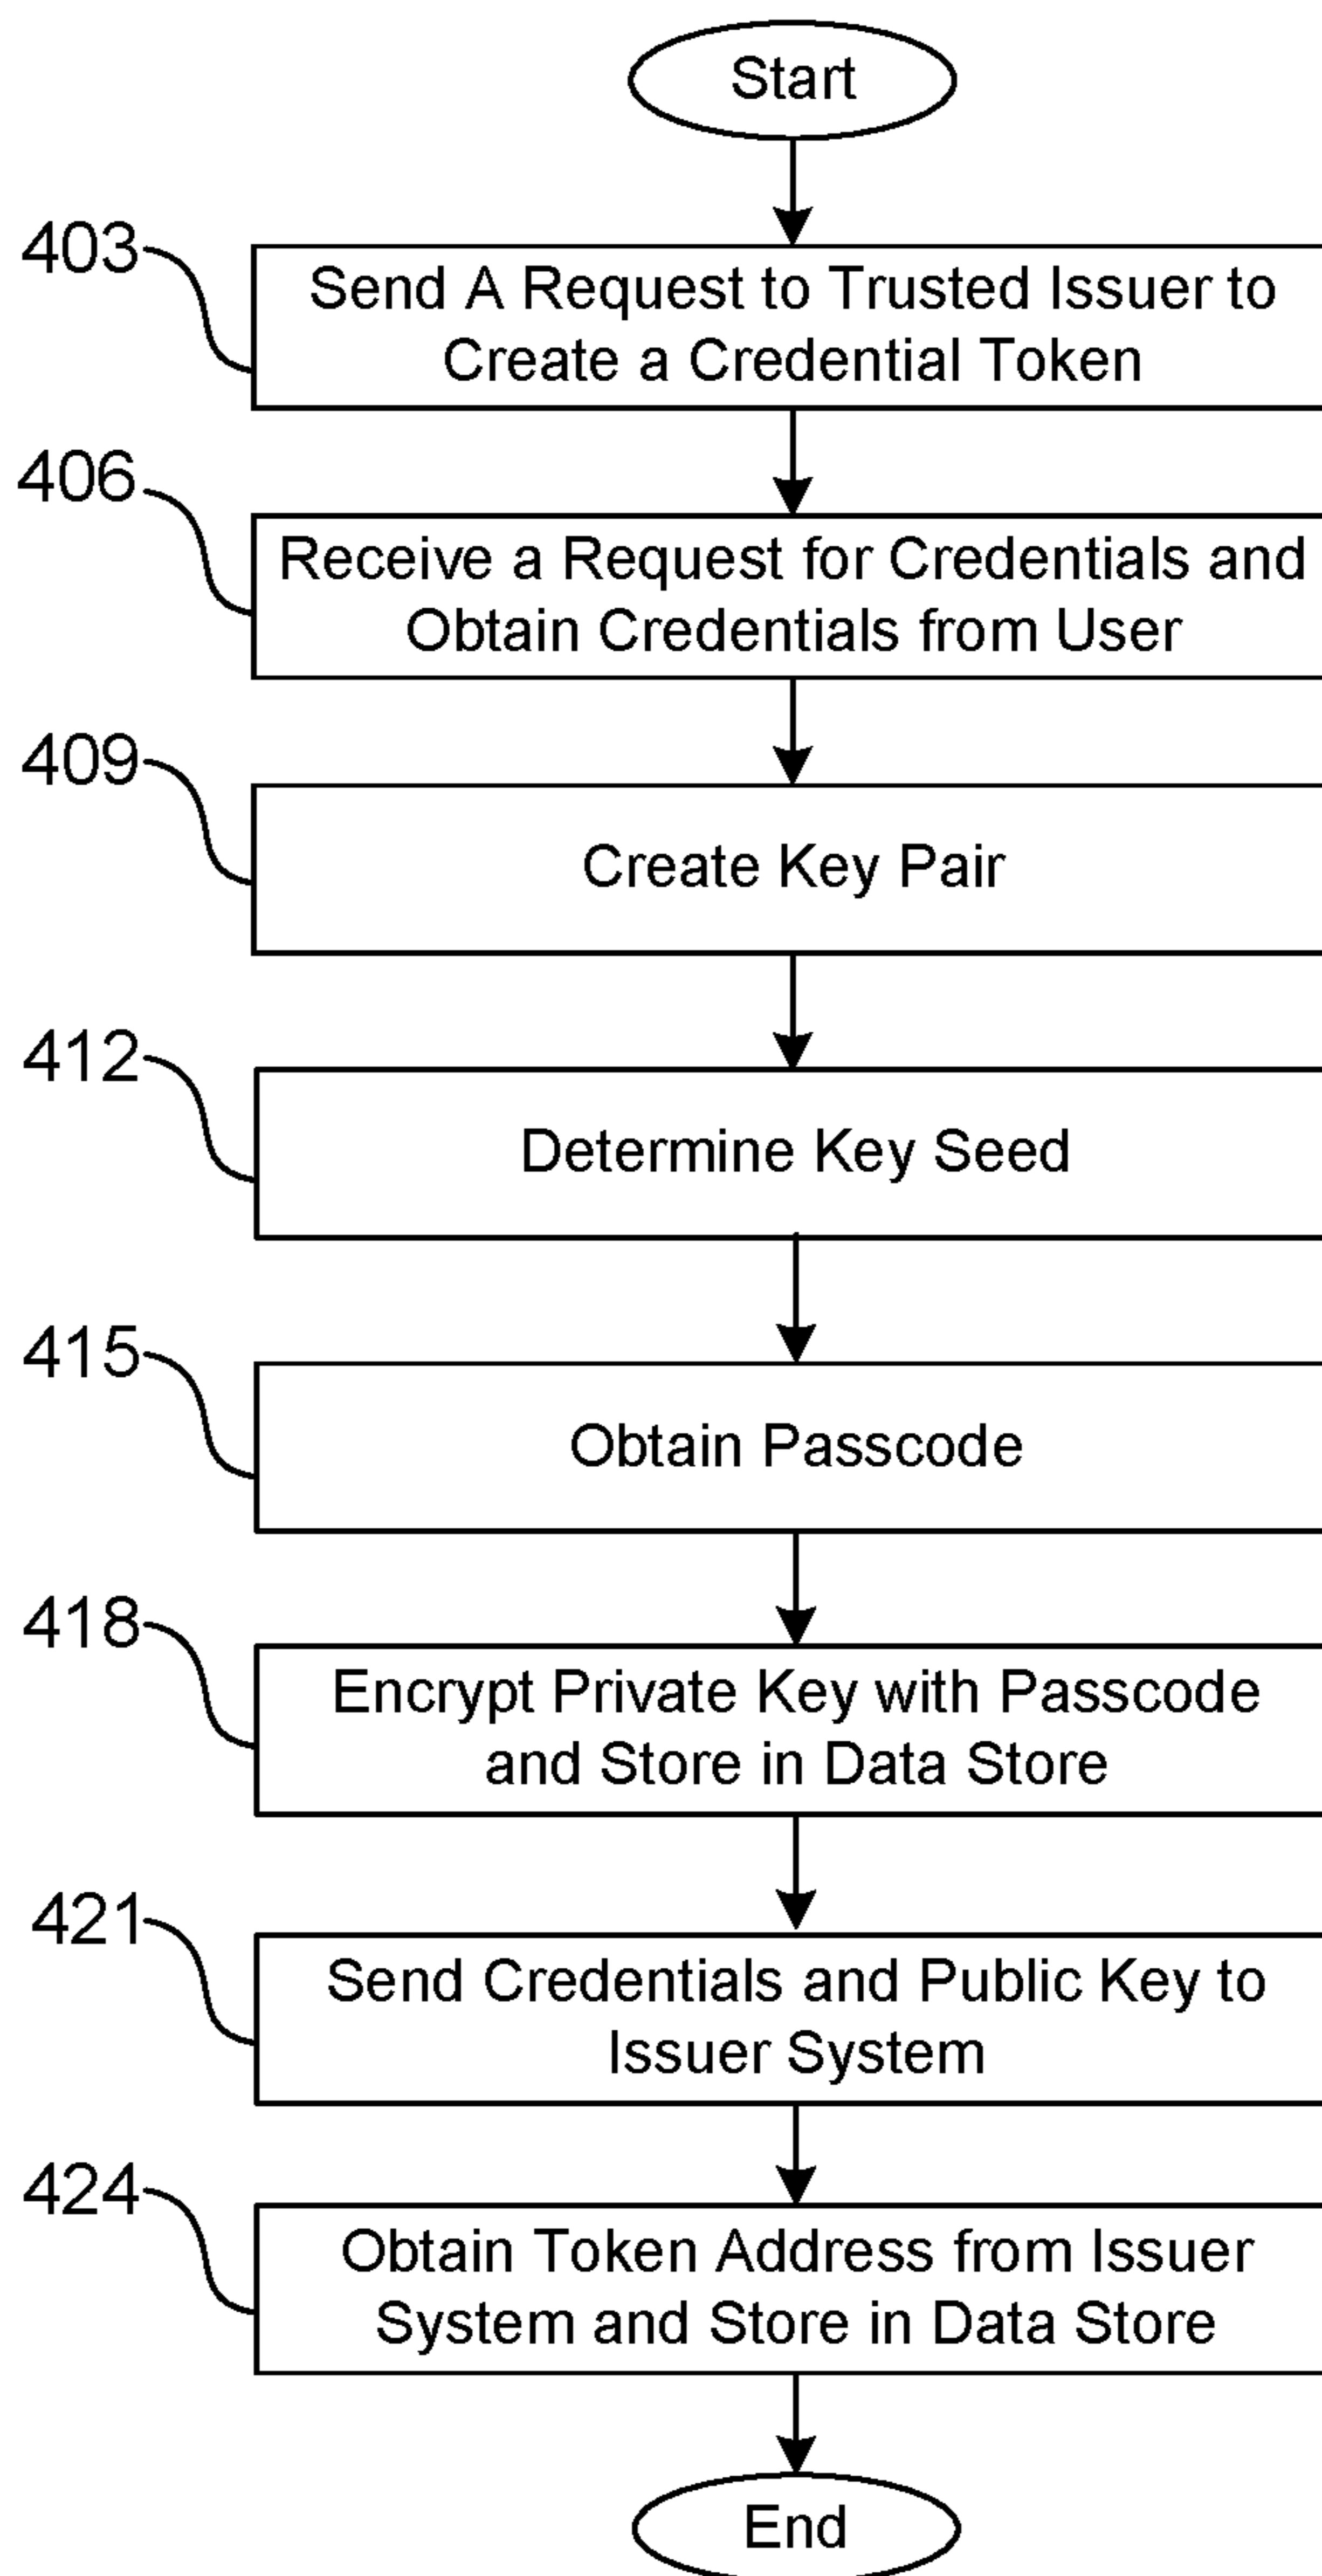 Start
403
Send A Request to Trusted Issuer to
Create a Credential Token
406
Receive a Request for Credentials and
Obtain Credentials from User
409
Create Key Pair
412
Determine Key Seed
415
Obtain Passcode
418
Encrypt Private Key with Passcode
and Store in Data Store
421
Send Credentials and Public Key to
Issuer System
424
Obtain Token Address from Issuer
System and Store in Data Store
End